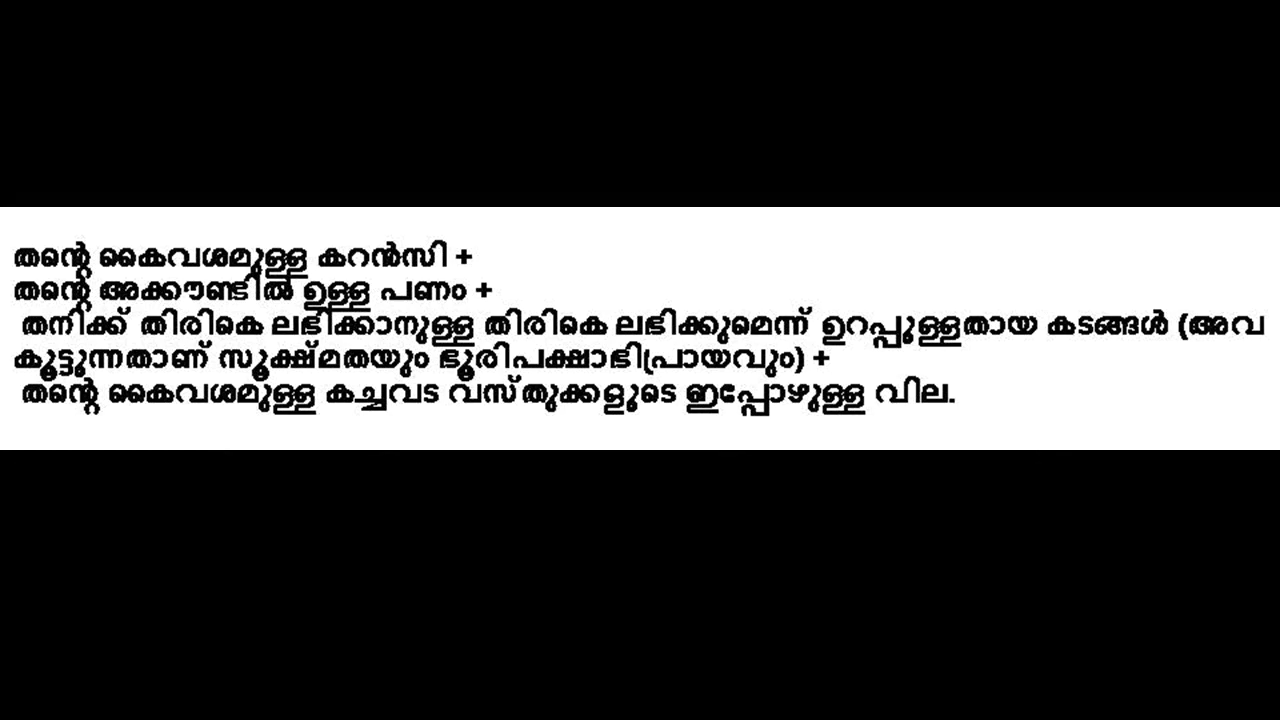 തന്റെ കൈവശമുള്ള കറൻസി +
തന്റെ അക്കൗണ്ടിൽ ഉള്ള പണം +
തനിക്ക് തിരികെ ലഭിക്കാനുള്ള തിരികെ ലഭിക്കുമെന്ന് ഉറപ്പുള്ളതായ കടങ്ങൾ (അവ
കൂട്ടുന്നതാണ് സൂക്ഷ്മതയും ഭൂരിപക്ഷാഭിപ്രായവും) +
തന്റെ കൈവശമുള്ള കച്ചവട വസ്തുക്കളുടെ ഇപ്പോഴുള്ള വില.